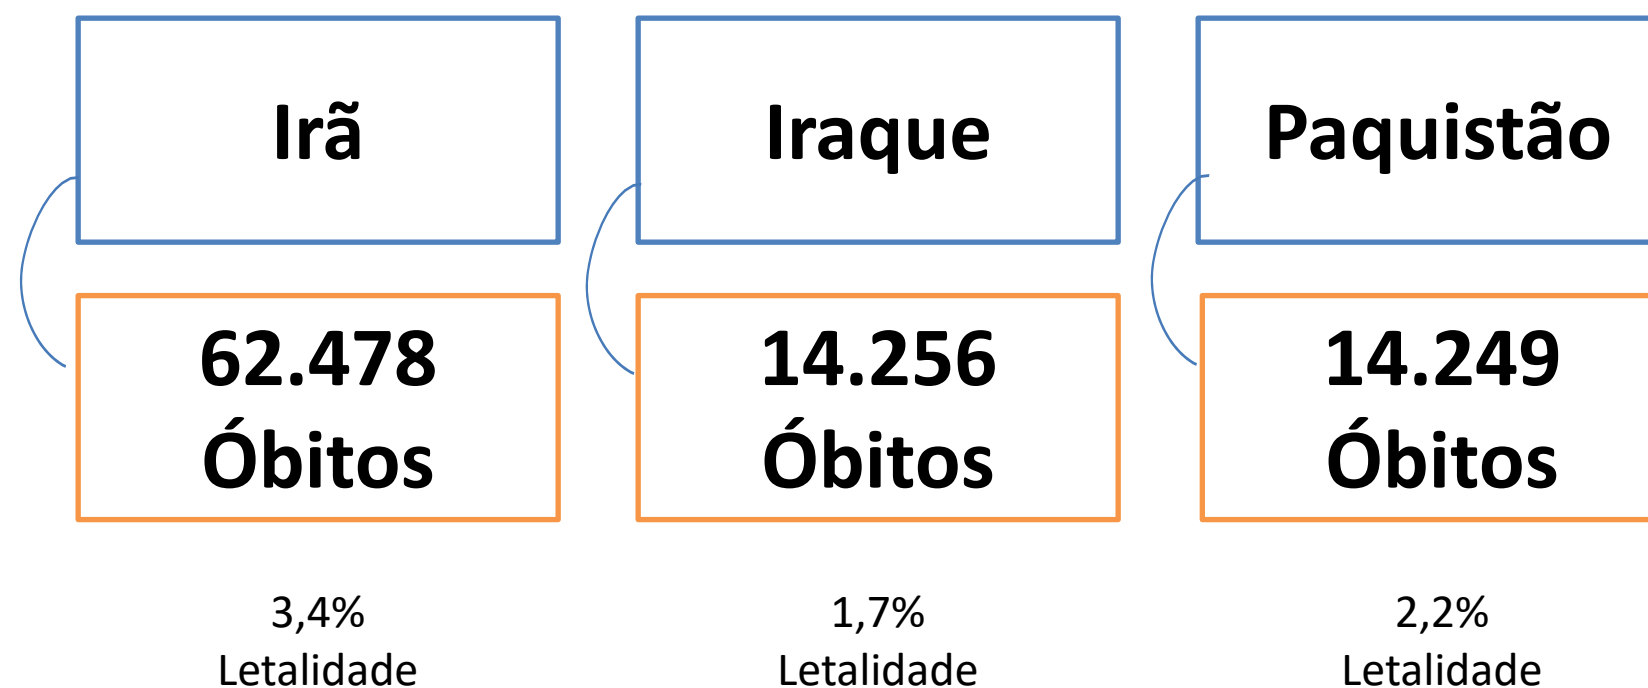 Irã
62.478
Óbitos
3,4%
Letalidade
Iraque
14.256
Óbitos
1,7%
Letalidade
Paquistão
14.249
Óbitos
2,2%
Letalidade